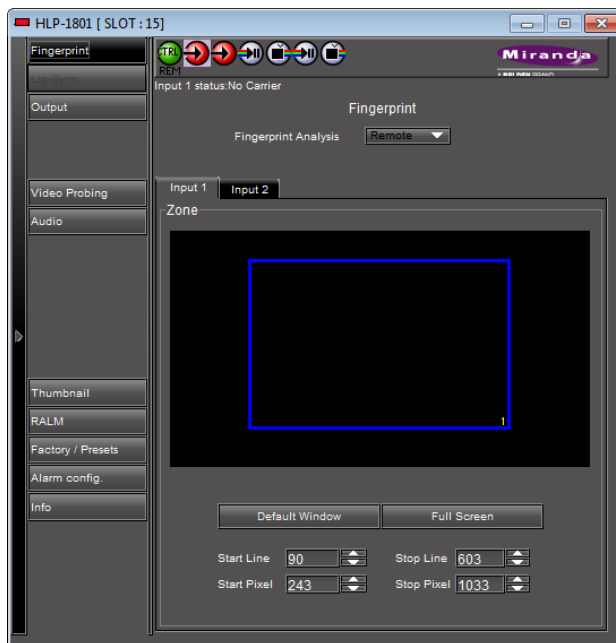 HLP-1801 [ SLOT : 15]
Fingerprint
Lip-Sync
Output
Video Probing
Audio
Thumbnail
RALM
Factory / Presets
Alarm config.
Info
CTRL
REM
Miranda
A BELDEN BRAND
Input 1 status:No Carrier
Fingerprint
Fingerprint Analysis Remote
Input 1 Input 2
Zone
1
Default Window Full Screen
Start Line 90 Stop Line 603
Start Pixel 243 Stop Pixel 1033